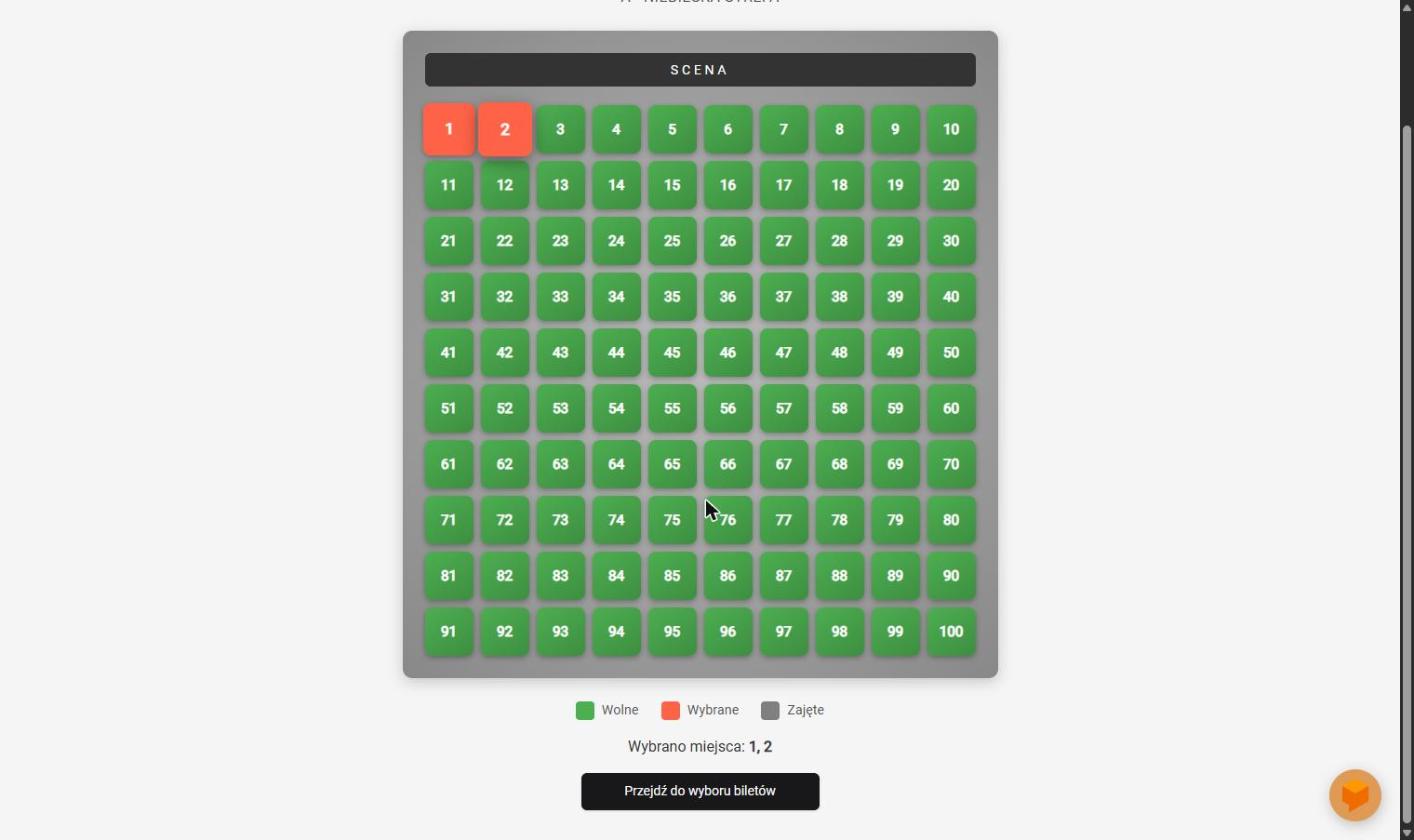 SCENA
1 2 3 4 5 6 7 8 9 10
11 12 13 14 15 16 17 18 19 20
21 22 23 24 25 26 27 28 29 30
31 32 33 34 35 36 37 38 39 40
41 42 43 44 45 46 47 48 49 50
51 52 53 54 55 56 57 58 59 60
61 62 63 64 65 66 67 68 69 70
71 72 73 74 75 76 77 78 79 80
81 82 83 84 85 86 87 88 89 90
91 92 93 94 95 96 97 98 99 100
Wolne Wybrane Zajęte
Wybrano miejsca: 1, 2
Przejdź do wyboru biletów